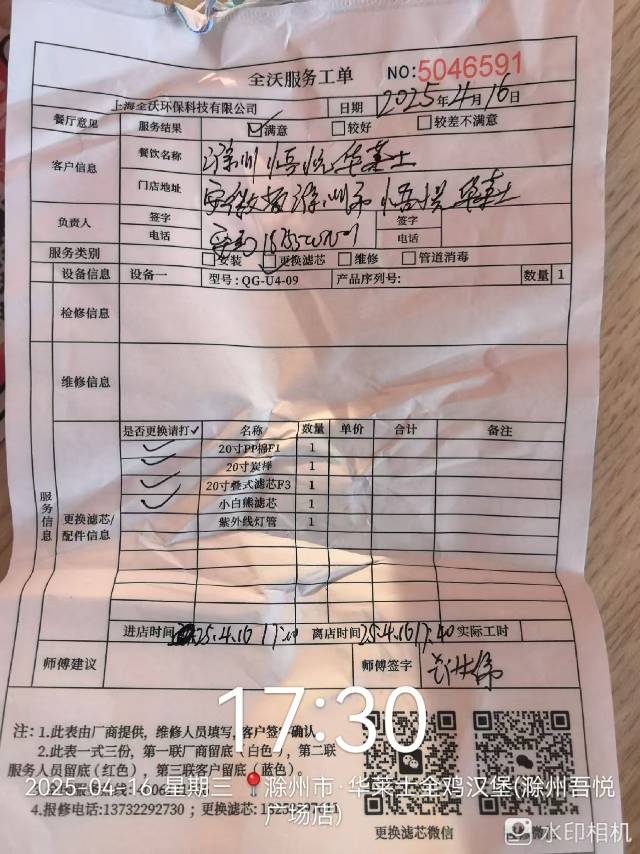 全沃服务工单 NO:5046591
上海全沃环保科技有限公司 日期 2025年4月16日
餐厅意见 服务结果 满意 较好 较差不满意
客户信息 餐饮名称 滁州悟悦华莱士
门店地址 安徽省滁州市悟悦华莱士
负责人 签字 签字
电话 电话
服务类别 安装 更换滤芯 维修 管道消毒
设备信息 设备一 型号:QG-U4-09 产品序列号: 数量 1
检修信息
维修信息
服务信息
更换滤芯/配件信息
是否更换请打✓ 名称 数量 单价 合计 备注
✓ 20寸PP棉F1 1
✓ 20寸炭棒 1
✓ 20寸叠式滤芯F3 1
✓ 小白熊滤芯 1
紫外线灯管 1
进店时间 25.4.16 离店时间 25.4.16 17:40 实际工时
师傅建议 师傅签字
17:30
注:1.此表由厂商提供,维修人员填写,客户签字确认
2.此表一式三份,第一联厂商留底(白色),第二联
服务人员留底(红色),第三联客户留底(蓝色)。
2025.04.16 星期三 滁州市·华莱士全鸡汉堡(滁州吾悦
广场店)
4.报修电话:13732292730;更换滤芯:
更换滤芯微信
水印相机